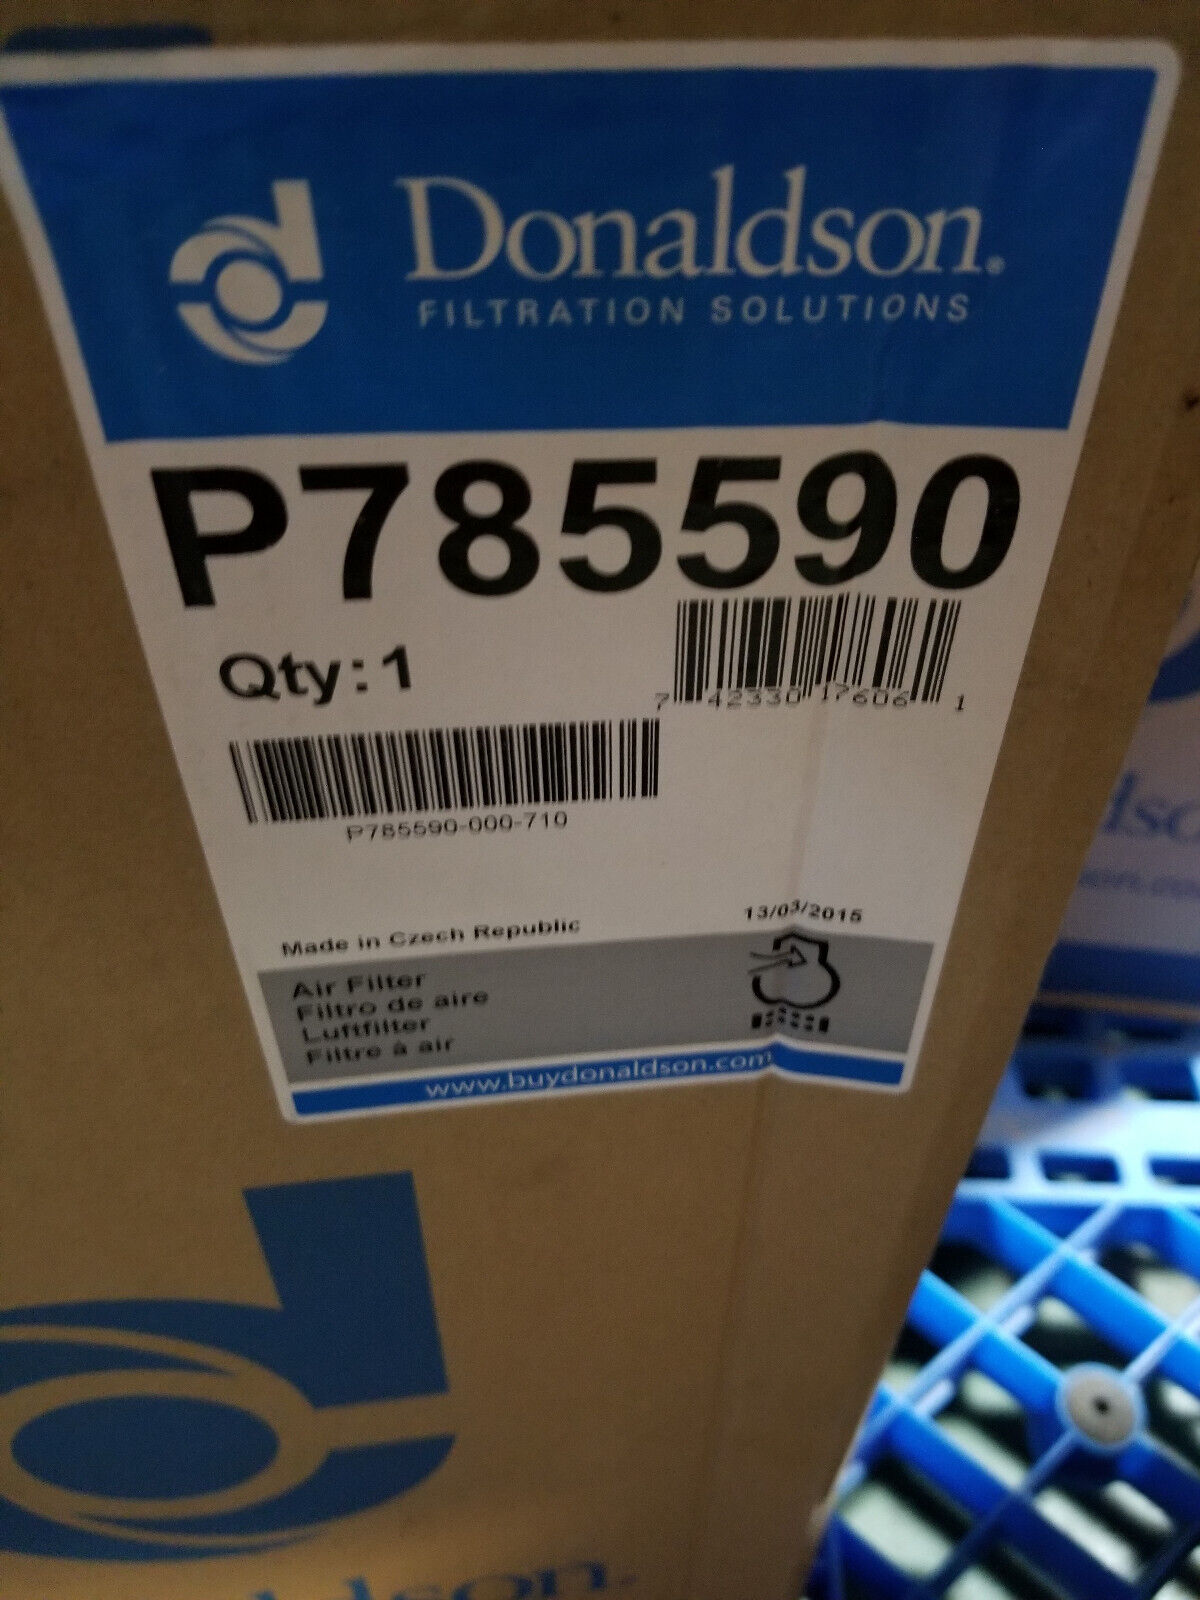 Donaldson®
FILTRATION SOLUTIONS
P785590
Qty: 1
7 42330 17606 1
P785590-000-710
Made in Czech Republic
13/03/2015
Air Filter
Filtro de aire
Luftfilter
Filtre à air
www.buydonaldson.com